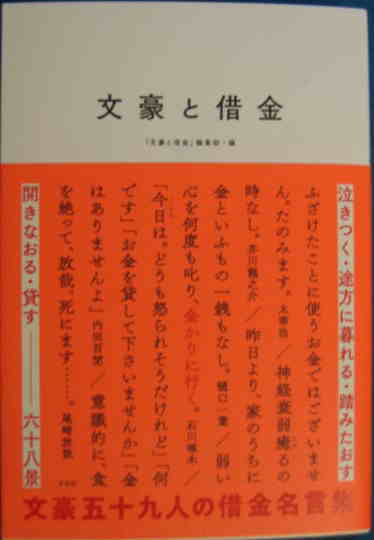 文豪と借金
「文豪と借金」編集部・編
泣きつく・途方に暮れる・踏みたおす
ふざけたことに使うお金ではございませ
ん。たのみます。太宰治／神経衰弱癒るの
時なし。芥川龍之介／昨日より、家のうちに
金といふもの一銭もなし。樋口一葉／弱い
心を何度も叱り、金かりに行く。石川啄木／
「今日は。どうも怒られそうだけれど」「何
です」「お金を貸して下さいませんか」「金
はありませんよ」内田百閒／意識的に、食
を絶って、放哉、死にます……。尾崎放哉
開きなおる・貸す――六十八景
文豪五十九人の借金名言集